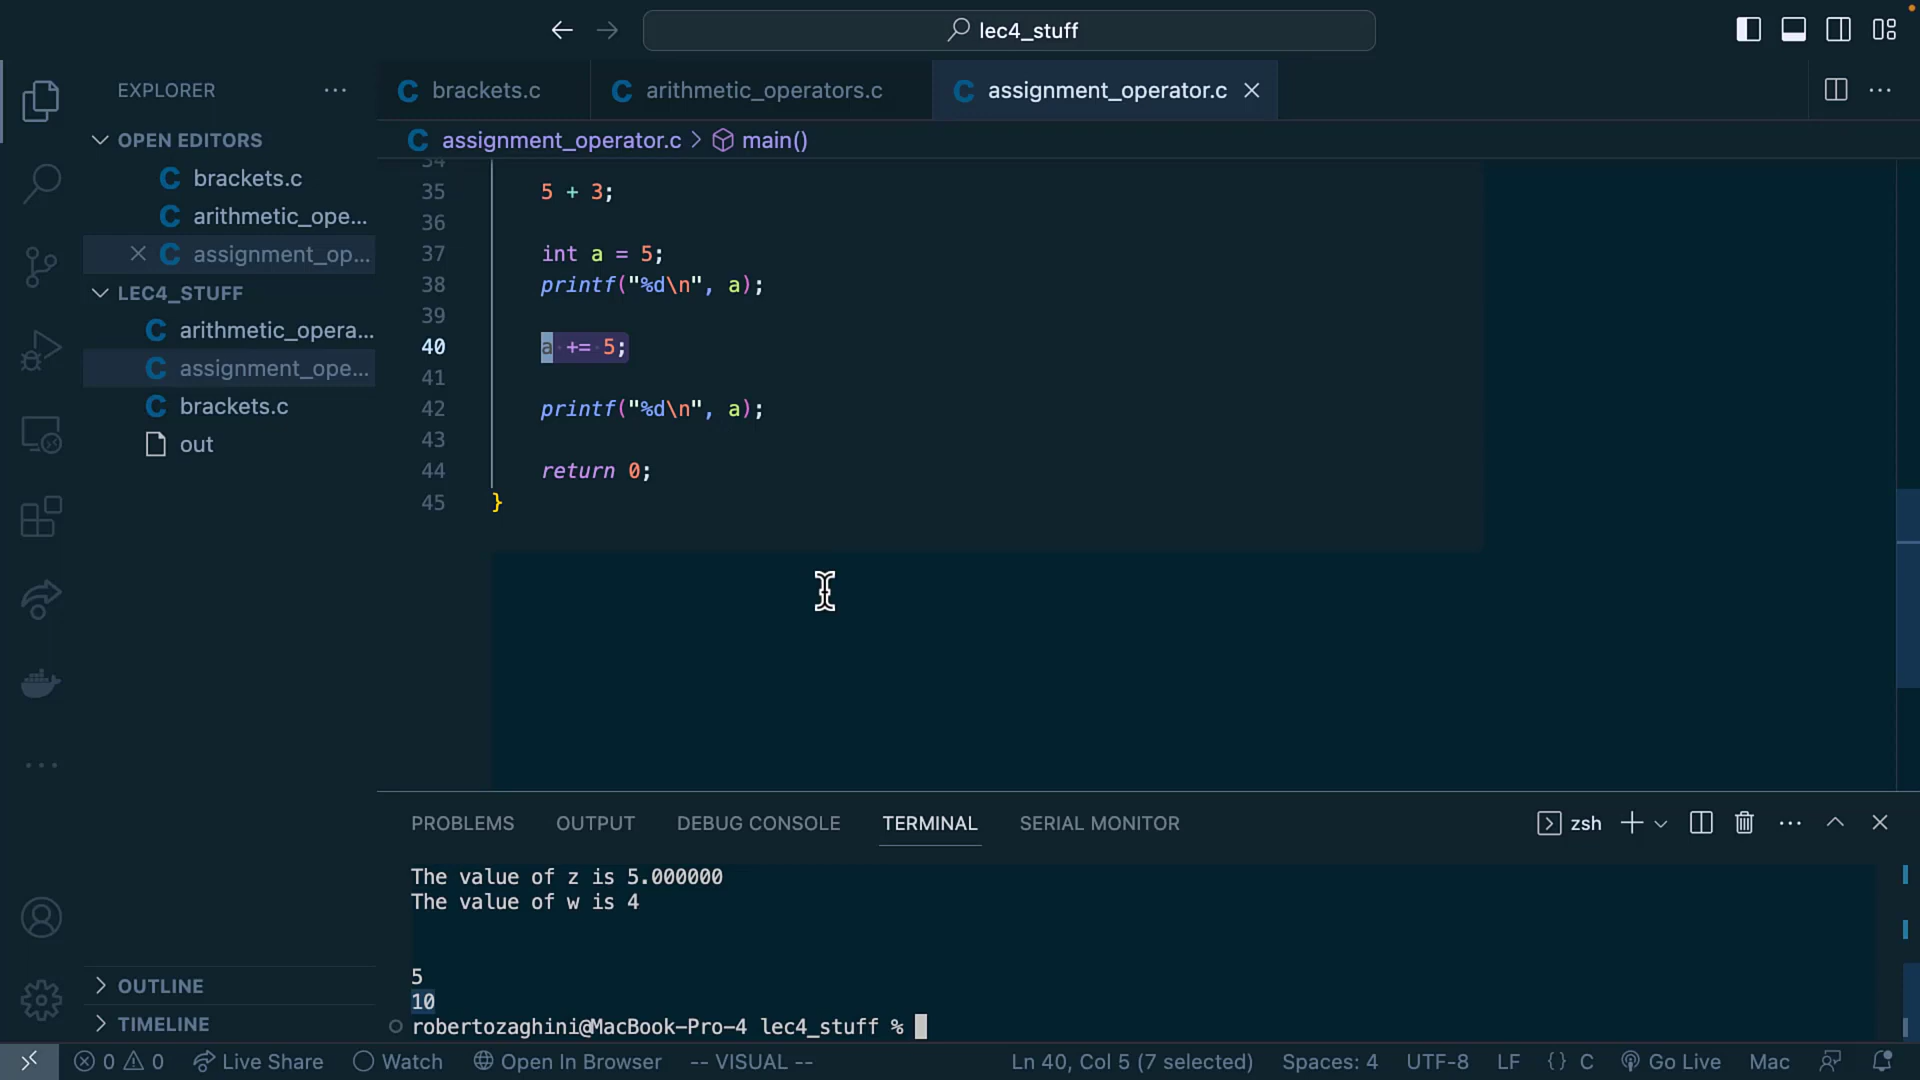 lec4_stuff
EXPLORER
OPEN EDITORS
brackets.c
arithmetic_ope...
assignment_op...
LEC4_STUFF
arithmetic_opera...
assignment_ope...
brackets.c
out
OUTLINE
TIMELINE
brackets.c arithmetic_operators.c assignment_operator.c
assignment_operator.c > main()
34
35 5 + 3;
36
37 int a = 5;
38 printf("%d\n", a);
39
40 a += 5;
41
42 printf("%d\n", a);
43
44 return 0;
45 }
PROBLEMS OUTPUT DEBUG CONSOLE TERMINAL SERIAL MONITOR
zsh
The value of z is 5.000000
The value of w is 4
5
10
robertozaghini@MacBook-Pro-4 lec4_stuff %
0 0 Live Share Watch Open In Browser -- VISUAL -- Ln 40, Col 5 (7 selected) Spaces: 4 UTF-8 LF {} C Go Live Mac